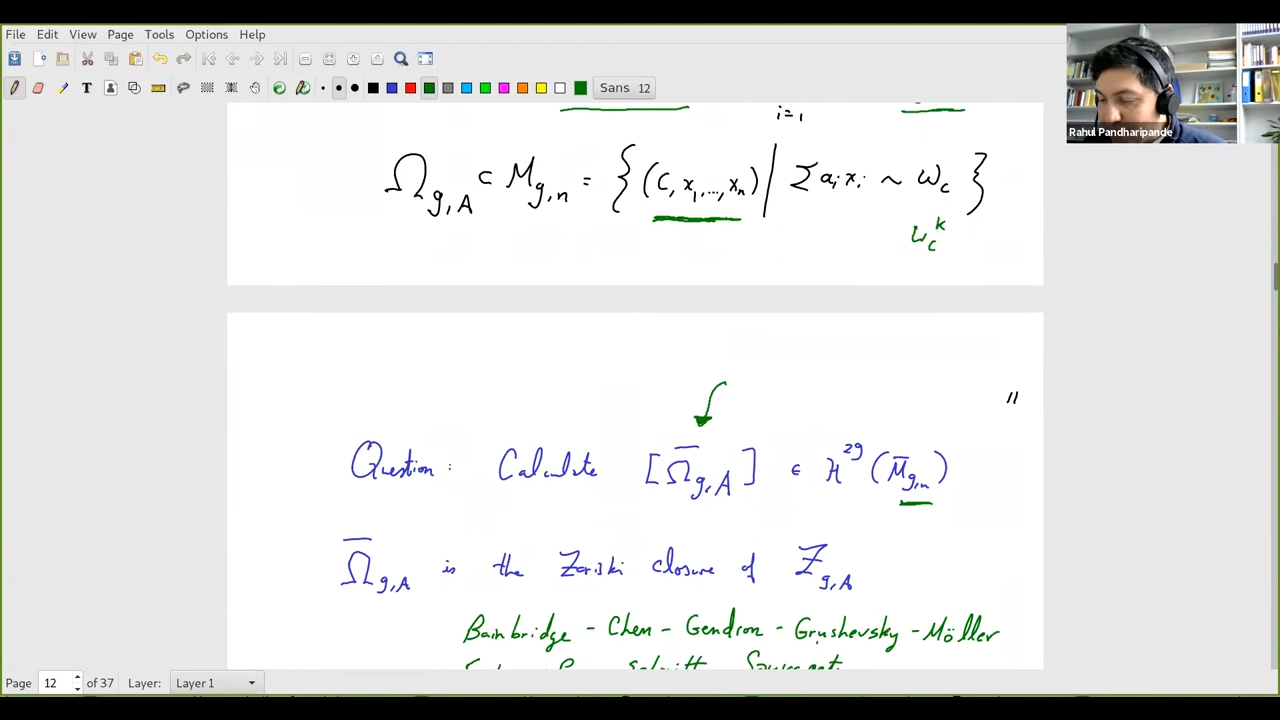 File Edit View Page Tools Options Help
Sans 12
Rahul Pandharipande
i=1
Ω_{g,A} ⊂ M_{g,n} = { (C, x_1, ..., x_n) | Σ a_i x_i ~ ω_C }
ω_C^k
11
Question: Calculate [Ω̅_{g,A}] ∈ H^{2g} (M̅_{g,n})
Ω̅_{g,A} is the Zariski closure of Z_{g,A}
Bainbridge - Chen - Gendron - Grushevsky - Möller
Page 12 of 37 Layer: Layer 1